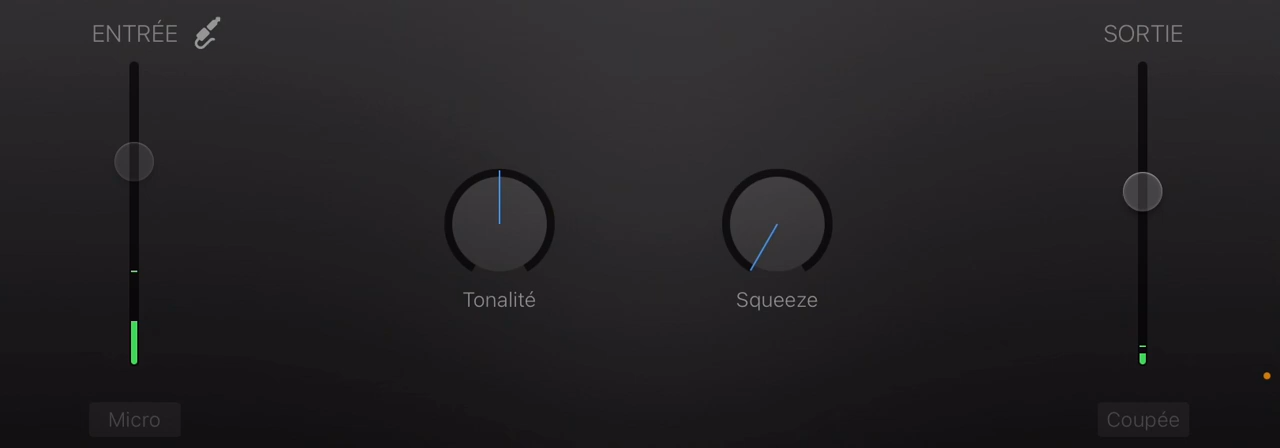 ENTRÉE
SORTIE
Tonalité
Squeeze
Micro
Coupée